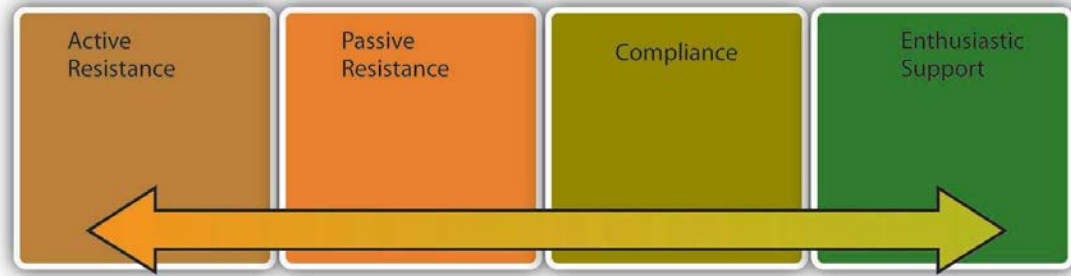 Active
Resistance
Passive
Resistance
Compliance
Enthusiastic
Support